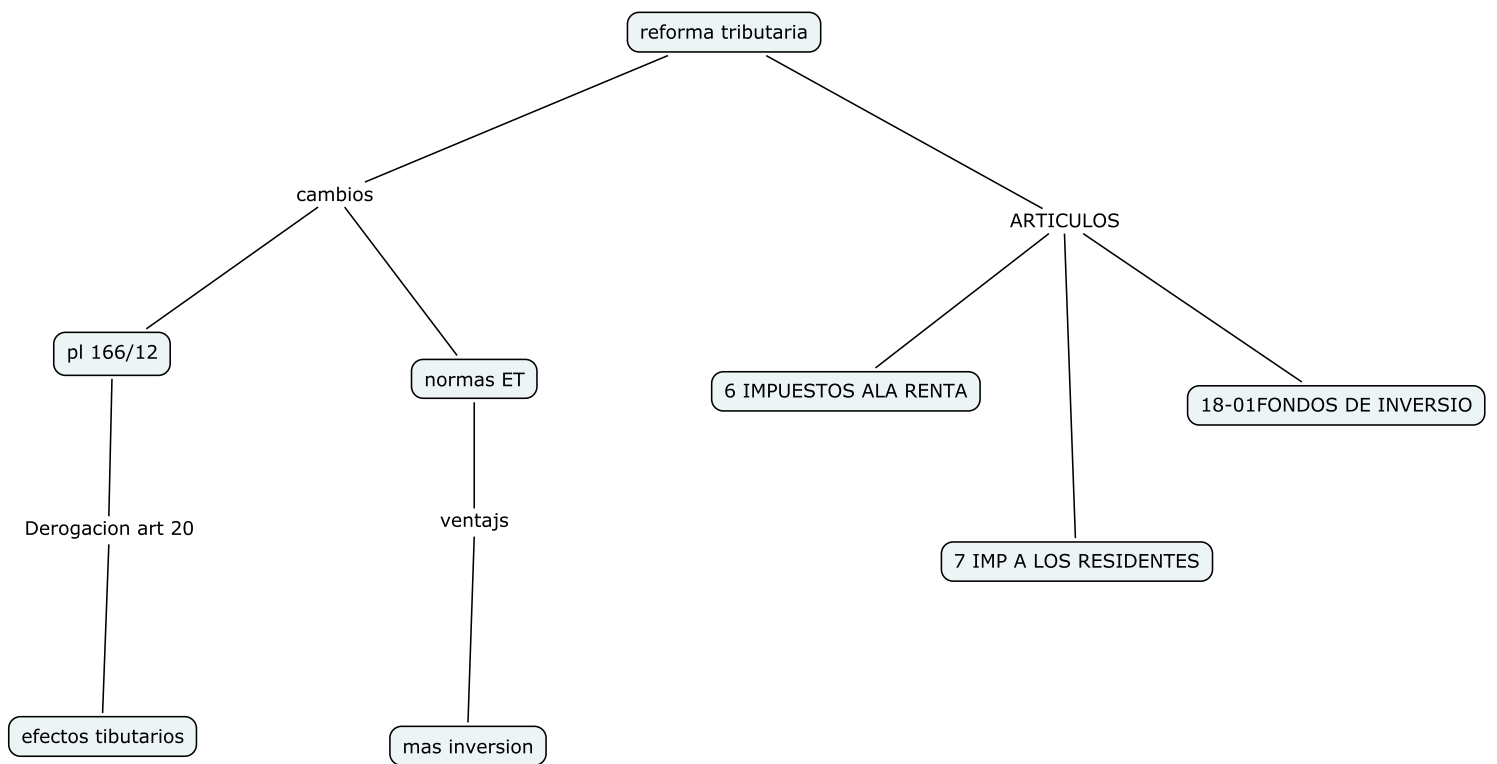 reforma tributaria
cambios
ARTICULOS
pl 166/12
normas ET
6 IMPUESTOS ALA RENTA
18-01FONDOS DE INVERSIO
Derogacion art 20
ventajs
7 IMP A LOS RESIDENTES
efectos tibutarios
mas inversion